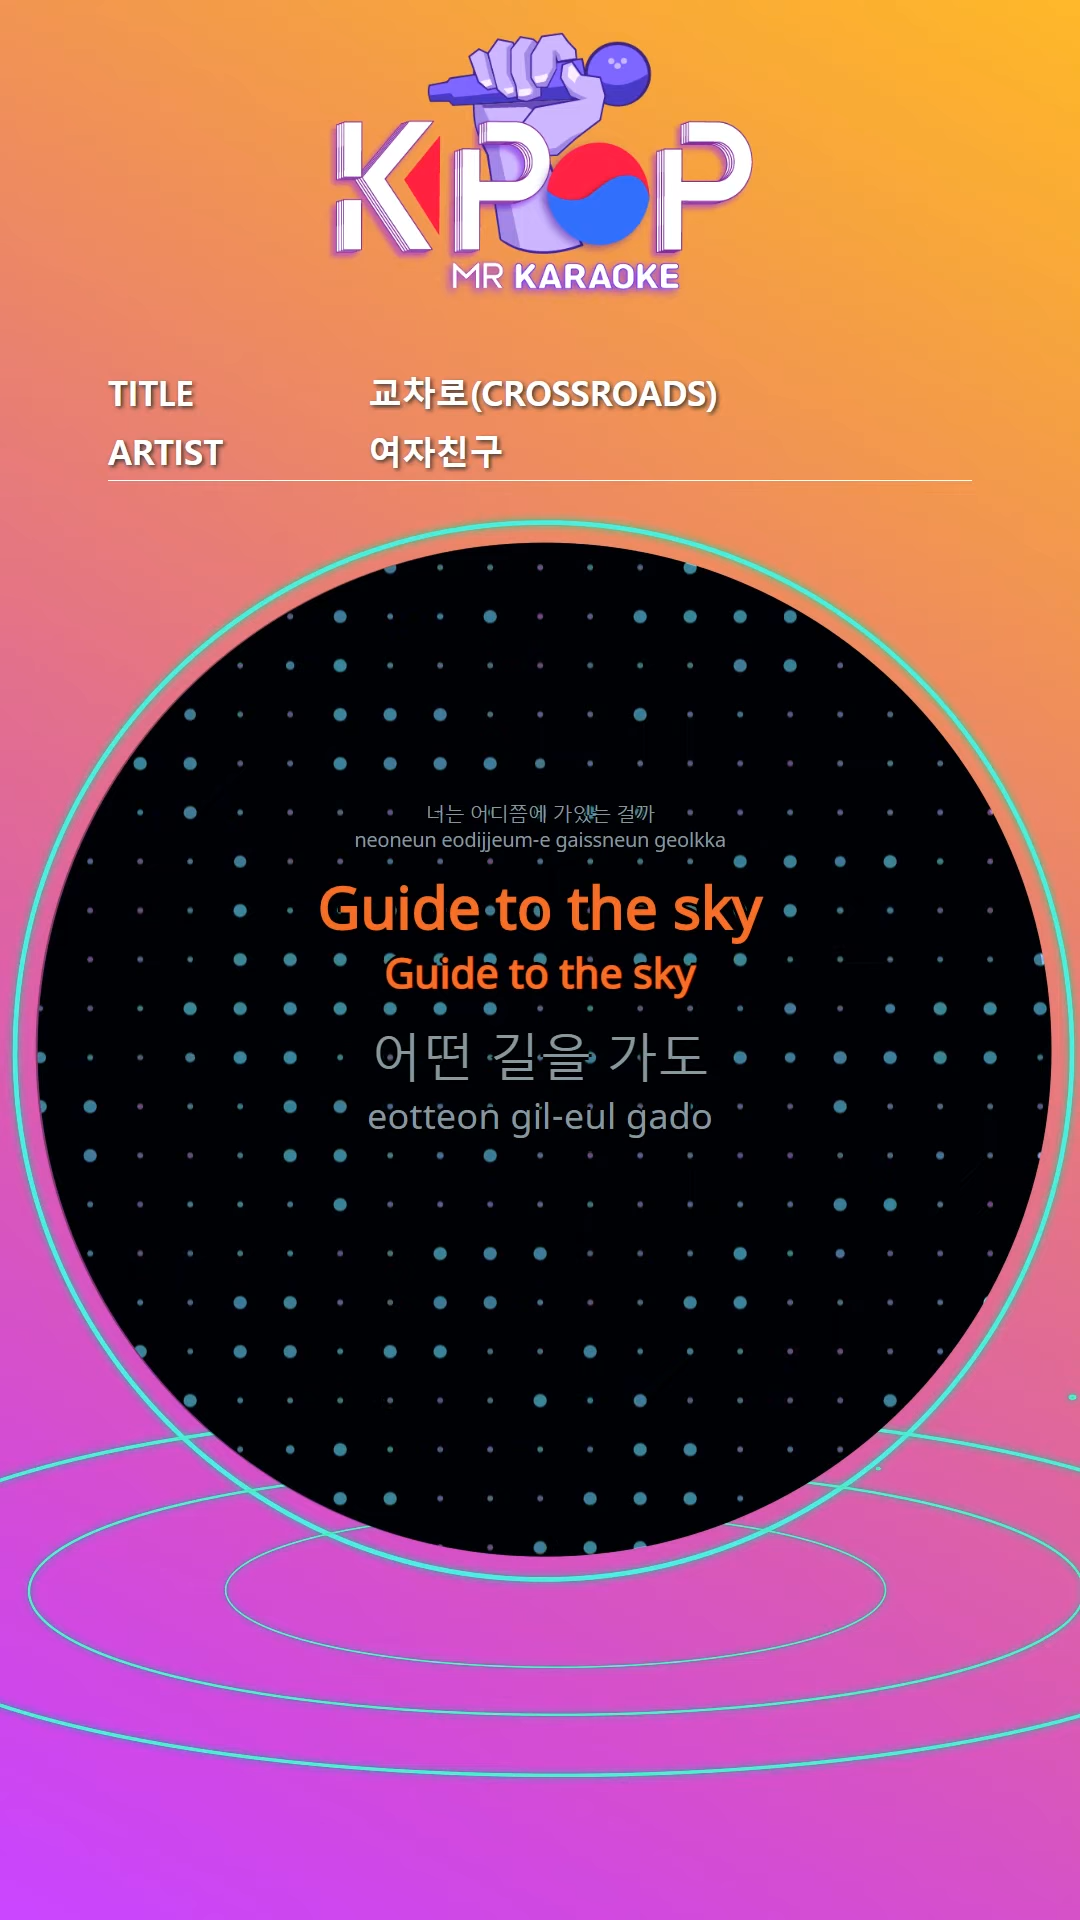 KPOP
MR KARAOKE
TITLE 교차로(CROSSROADS)
ARTIST 여자친구
너는 어디쯤에 가있는 걸까
neoneun eodijjeum-e gaissneun geolkka
Guide to the sky
Guide to the sky
어떤 길을 가도
eotteon gil-eul gado